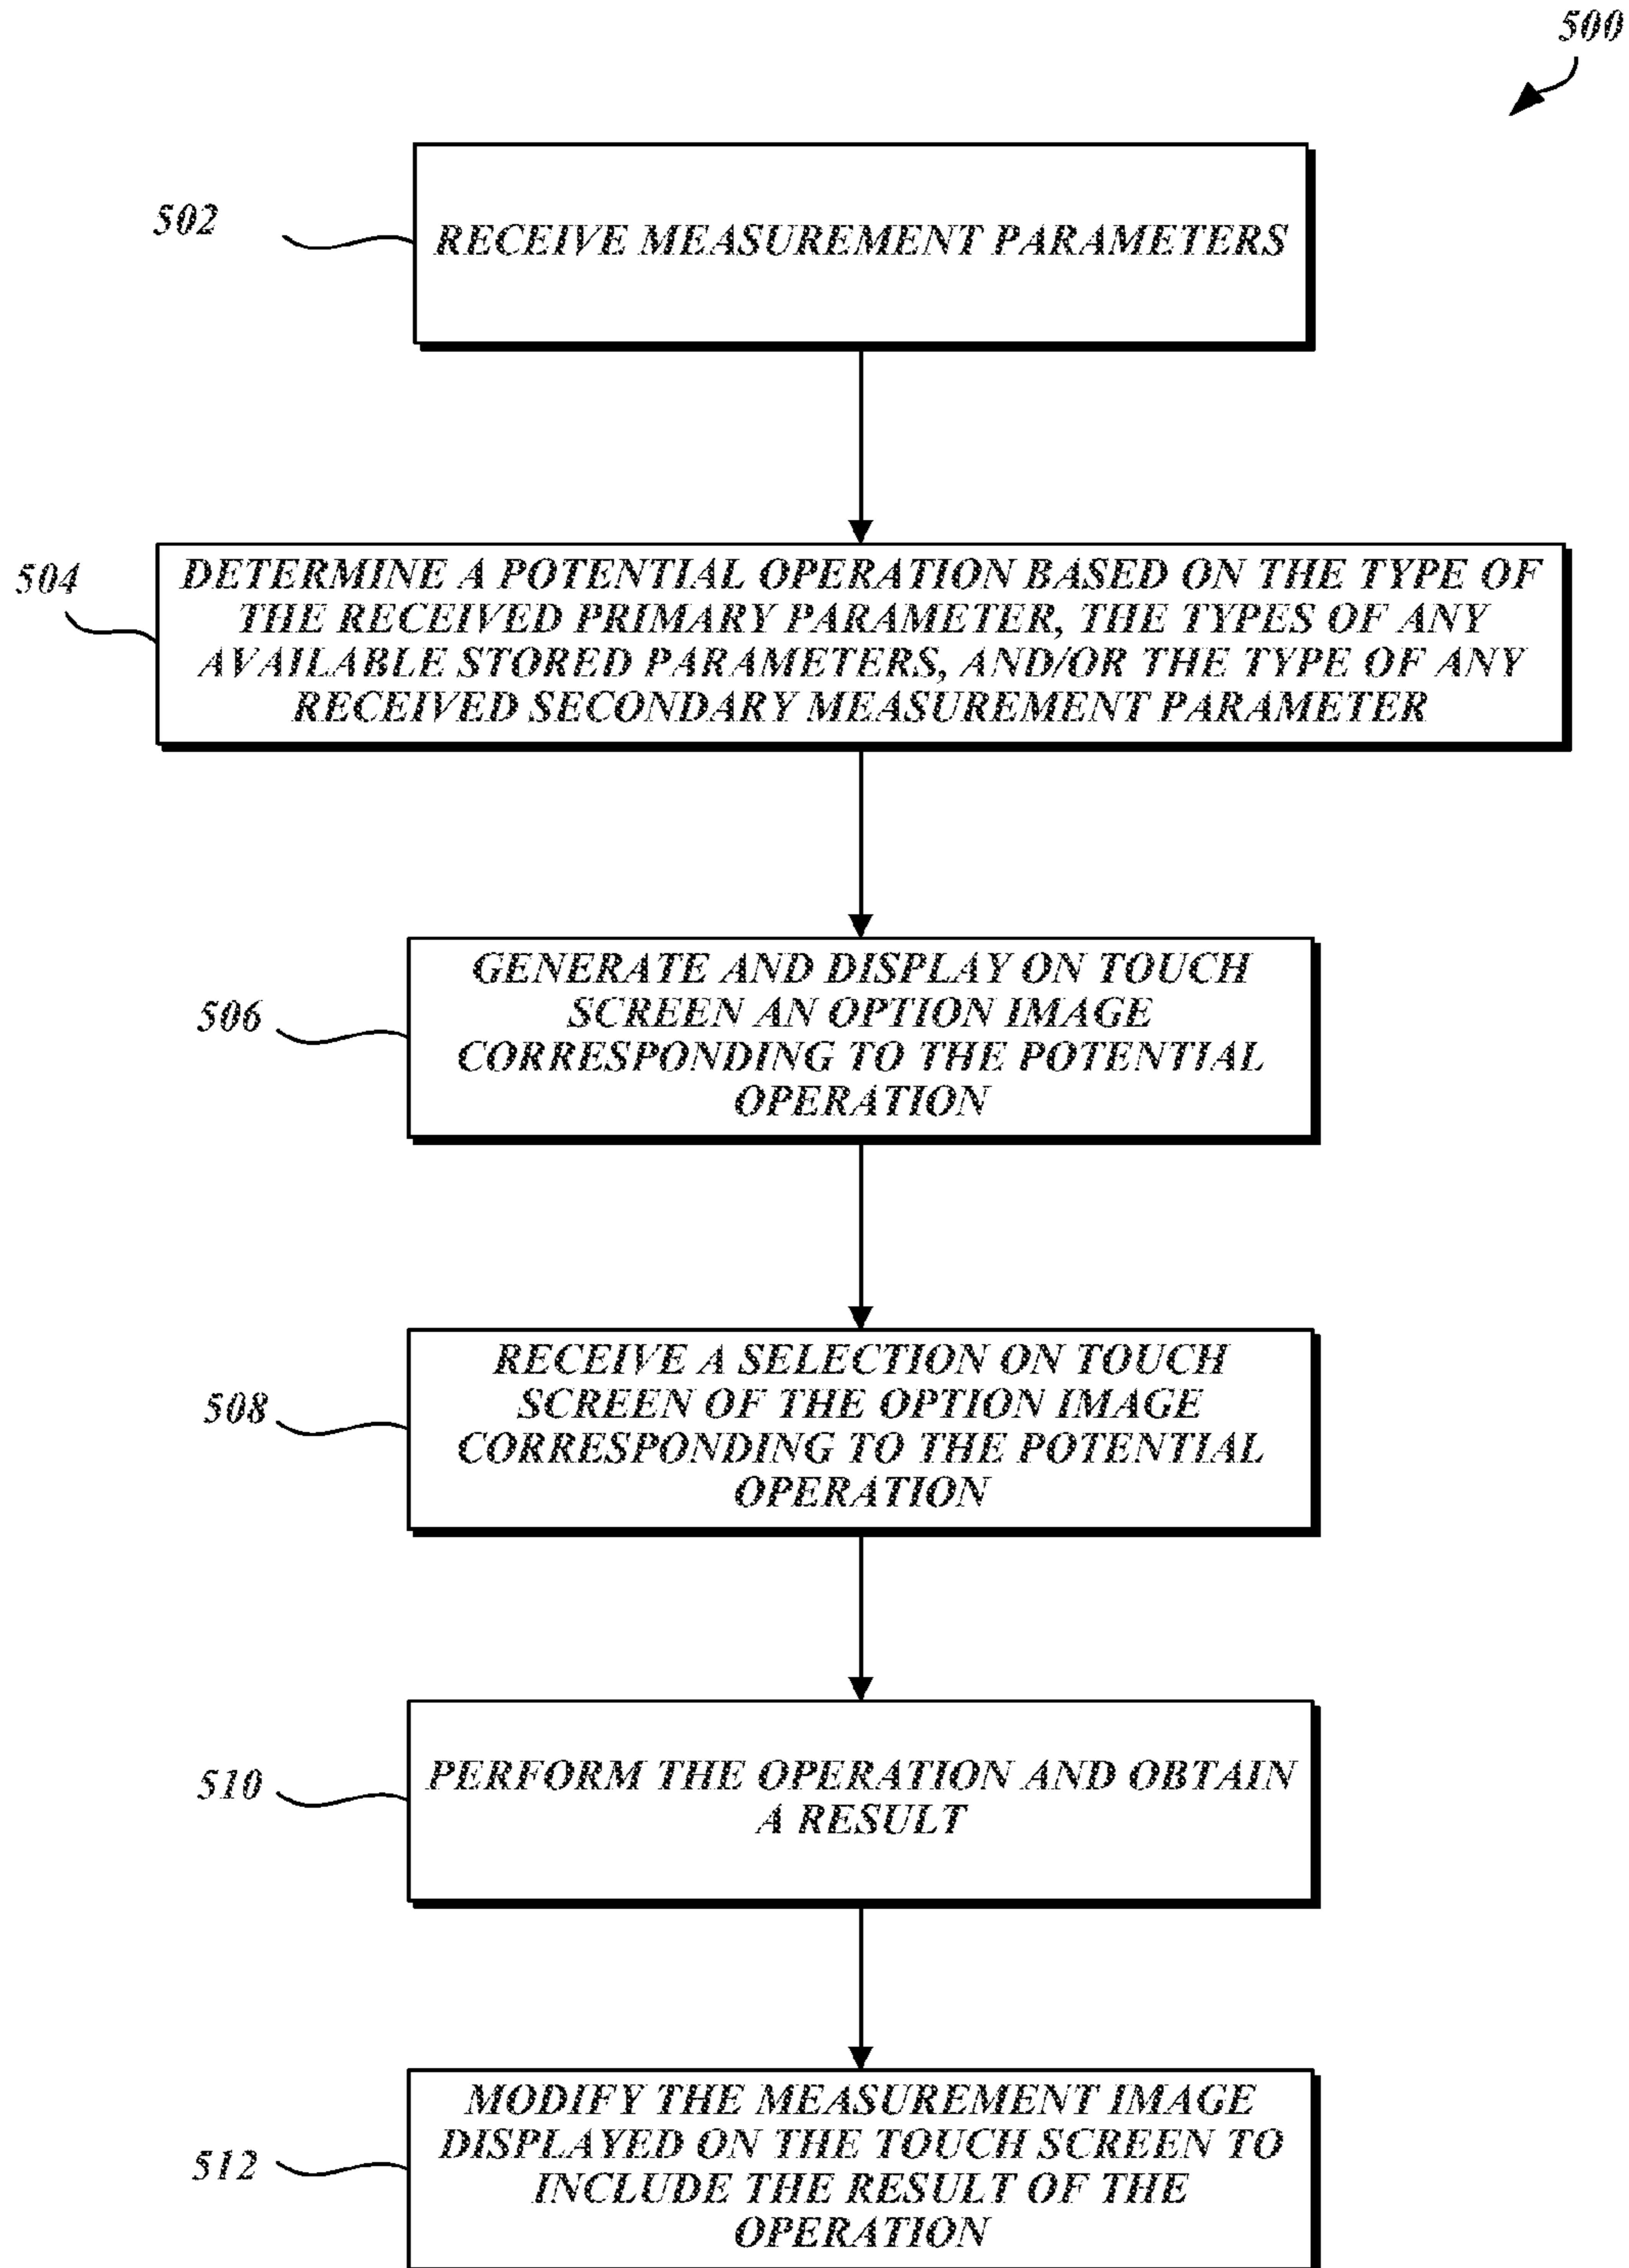 500
502
RECEIVE MEASUREMENT PARAMETERS
504
DETERMINE A POTENTIAL OPERATION BASED ON THE TYPE OF
THE RECEIVED PRIMARY PARAMETER, THE TYPES OF ANY
AVAILABLE STORED PARAMETERS, AND/OR THE TYPE OF ANY
RECEIVED SECONDARY MEASUREMENT PARAMETER
506
GENERATE AND DISPLAY ON TOUCH
SCREEN AN OPTION IMAGE
CORRESPONDING TO THE POTENTIAL
OPERATION
508
RECEIVE A SELECTION ON TOUCH
SCREEN OF THE OPTION IMAGE
CORRESPONDING TO THE POTENTIAL
OPERATION
510
PERFORM THE OPERATION AND OBTAIN
A RESULT
512
MODIFY THE MEASUREMENT IMAGE
DISPLAYED ON THE TOUCH SCREEN TO
INCLUDE THE RESULT OF THE
OPERATION